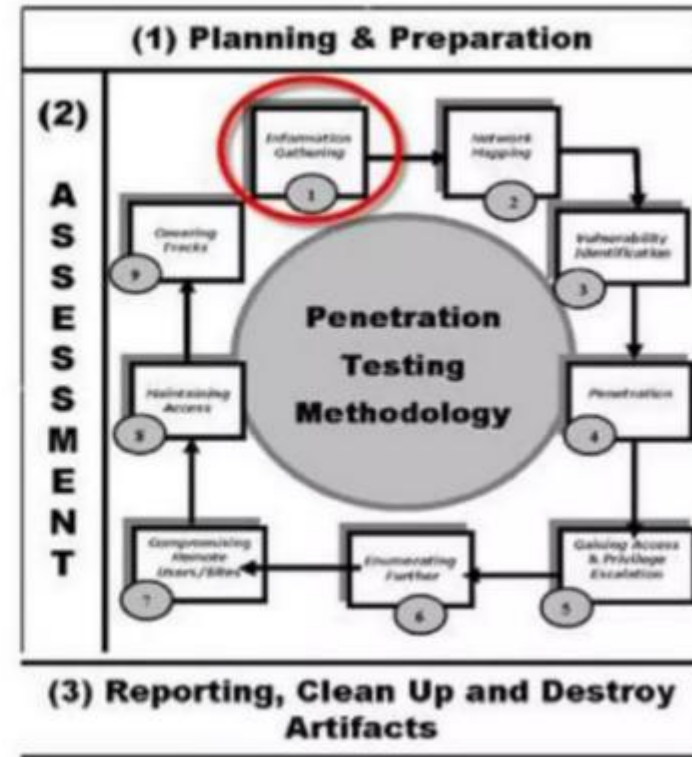 (1) Planning & Preparation
(2)
A
S
S
E
S
S
M
E
N
T
Information
Gathering
1
Network
Mapping
2
Vulnerability
Identification
3
Penetration
4
Gaining Access
& Privilege
Escalation
5
Enumerating
Further
6
Compromising
Remote
Users/Sites
7
Maintaining
Access
8
Covering
Tracks
9
Penetration
Testing
Methodology
(3) Reporting, Clean Up and Destroy
Artifacts